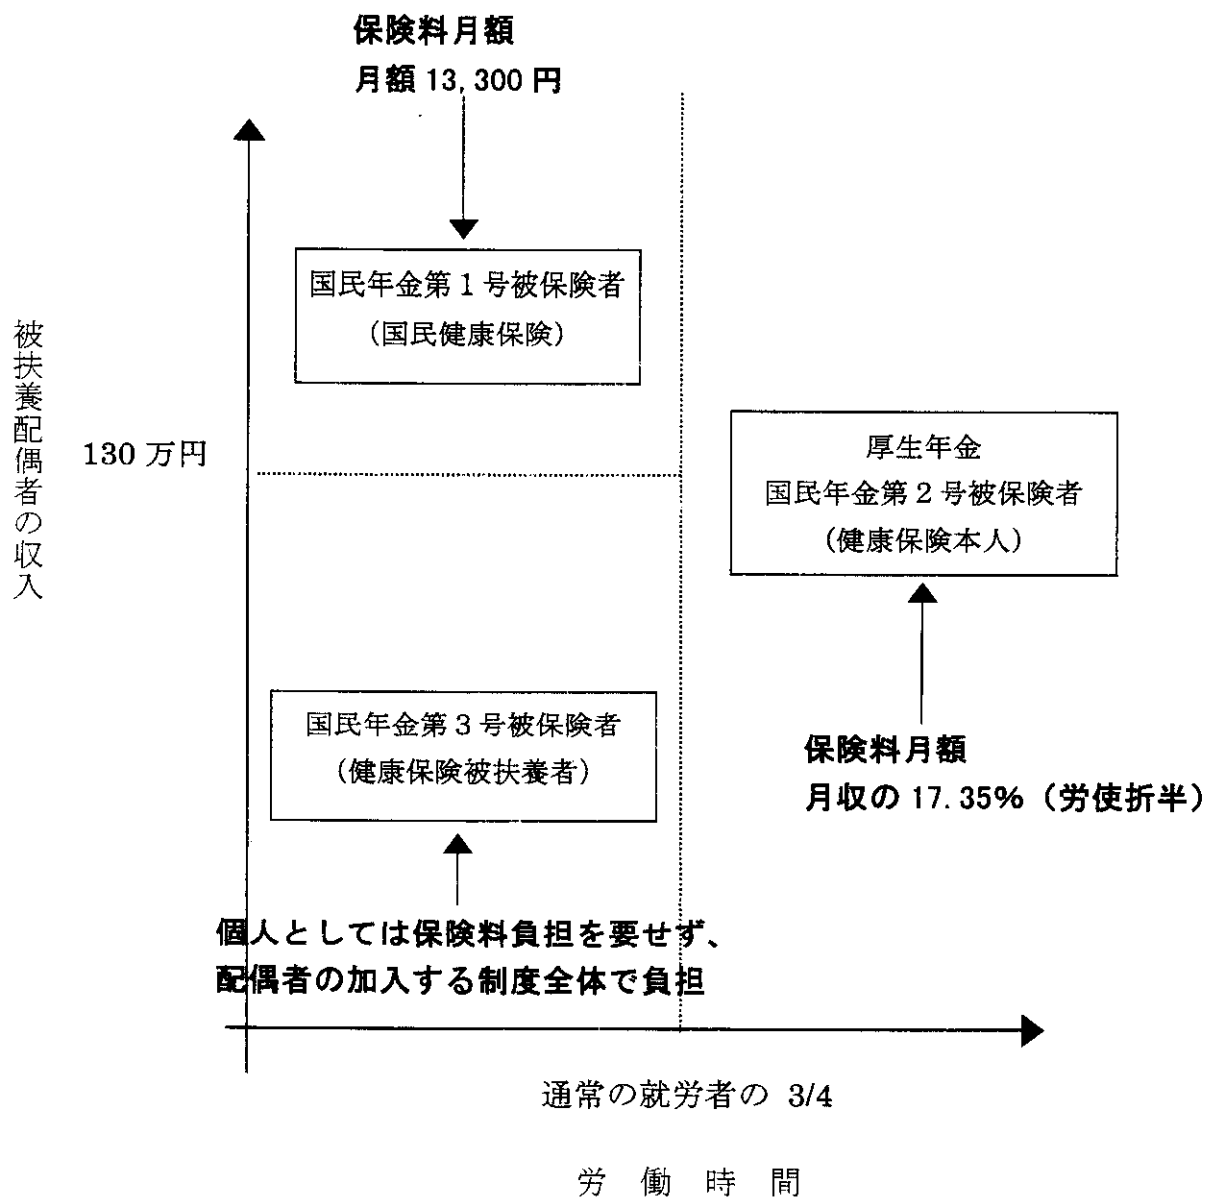 保険料月額
月額 13,300 円
国民年金第１号被保険者
（国民健康保険）
被扶養配偶者の収入
130 万円
厚生年金
国民年金第２号被保険者
（健康保険本人）
国民年金第３号被保険者
（健康保険被扶養者）
保険料月額
月収の 17.35％（労使折半）
個人としては保険料負担を要せず、
配偶者の加入する制度全体で負担
通常の就労者の 3/4
労 働 時 間